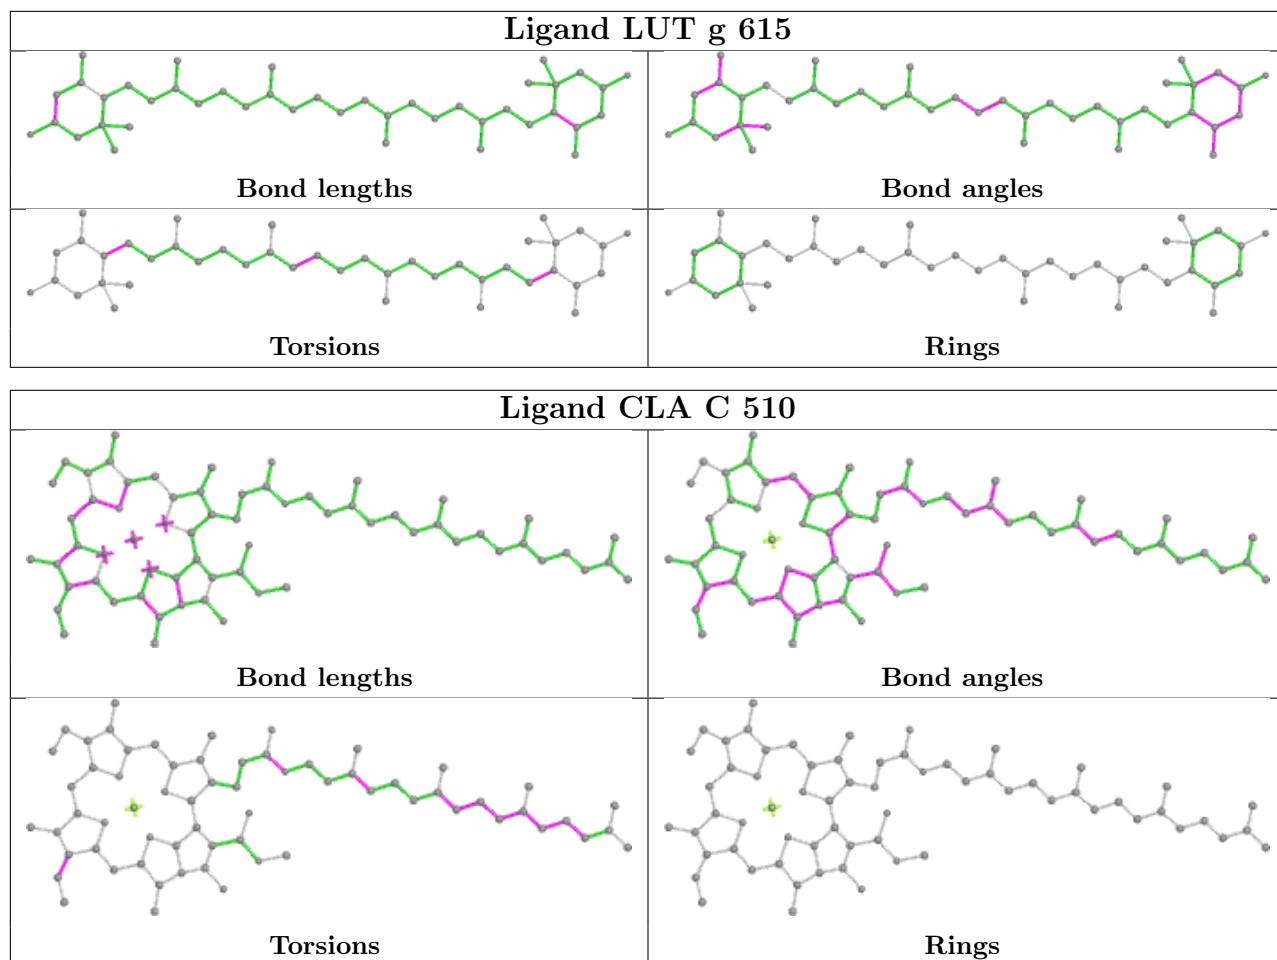 Ligand LUT g 615
Bond lengths
Bond angles
Torsions
Rings
Ligand CLA C 510
Bond lengths
Bond angles
Torsions
Rings